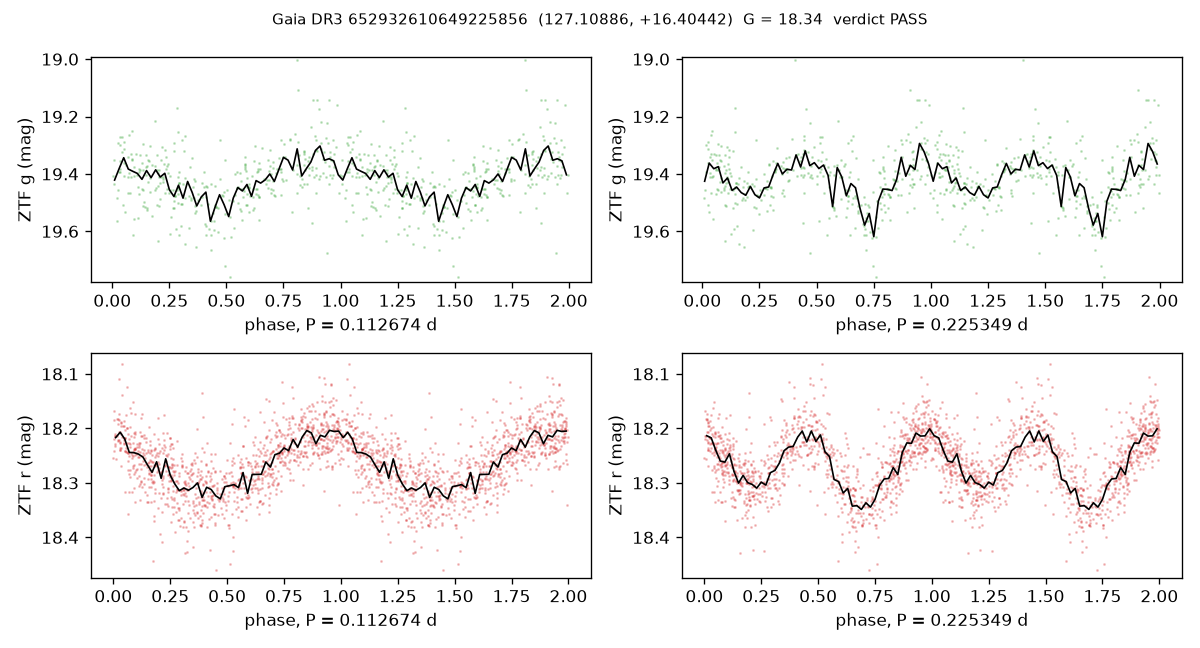 Gaia DR3 652932610649225856 (127.10886, +16.40442) G = 18.34 verdict PASS
ZTF g (mag)
19.0
19.2
19.4
19.6
0.00 0.25 0.50 0.75 1.00 1.25 1.50 1.75 2.00
phase, P = 0.112674 d
ZTF g (mag)
19.0
19.2
19.4
19.6
0.00 0.25 0.50 0.75 1.00 1.25 1.50 1.75 2.00
phase, P = 0.225349 d
ZTF r (mag)
18.1
18.2
18.3
18.4
0.00 0.25 0.50 0.75 1.00 1.25 1.50 1.75 2.00
phase, P = 0.112674 d
ZTF r (mag)
18.1
18.2
18.3
18.4
0.00 0.25 0.50 0.75 1.00 1.25 1.50 1.75 2.00
phase, P = 0.225349 d